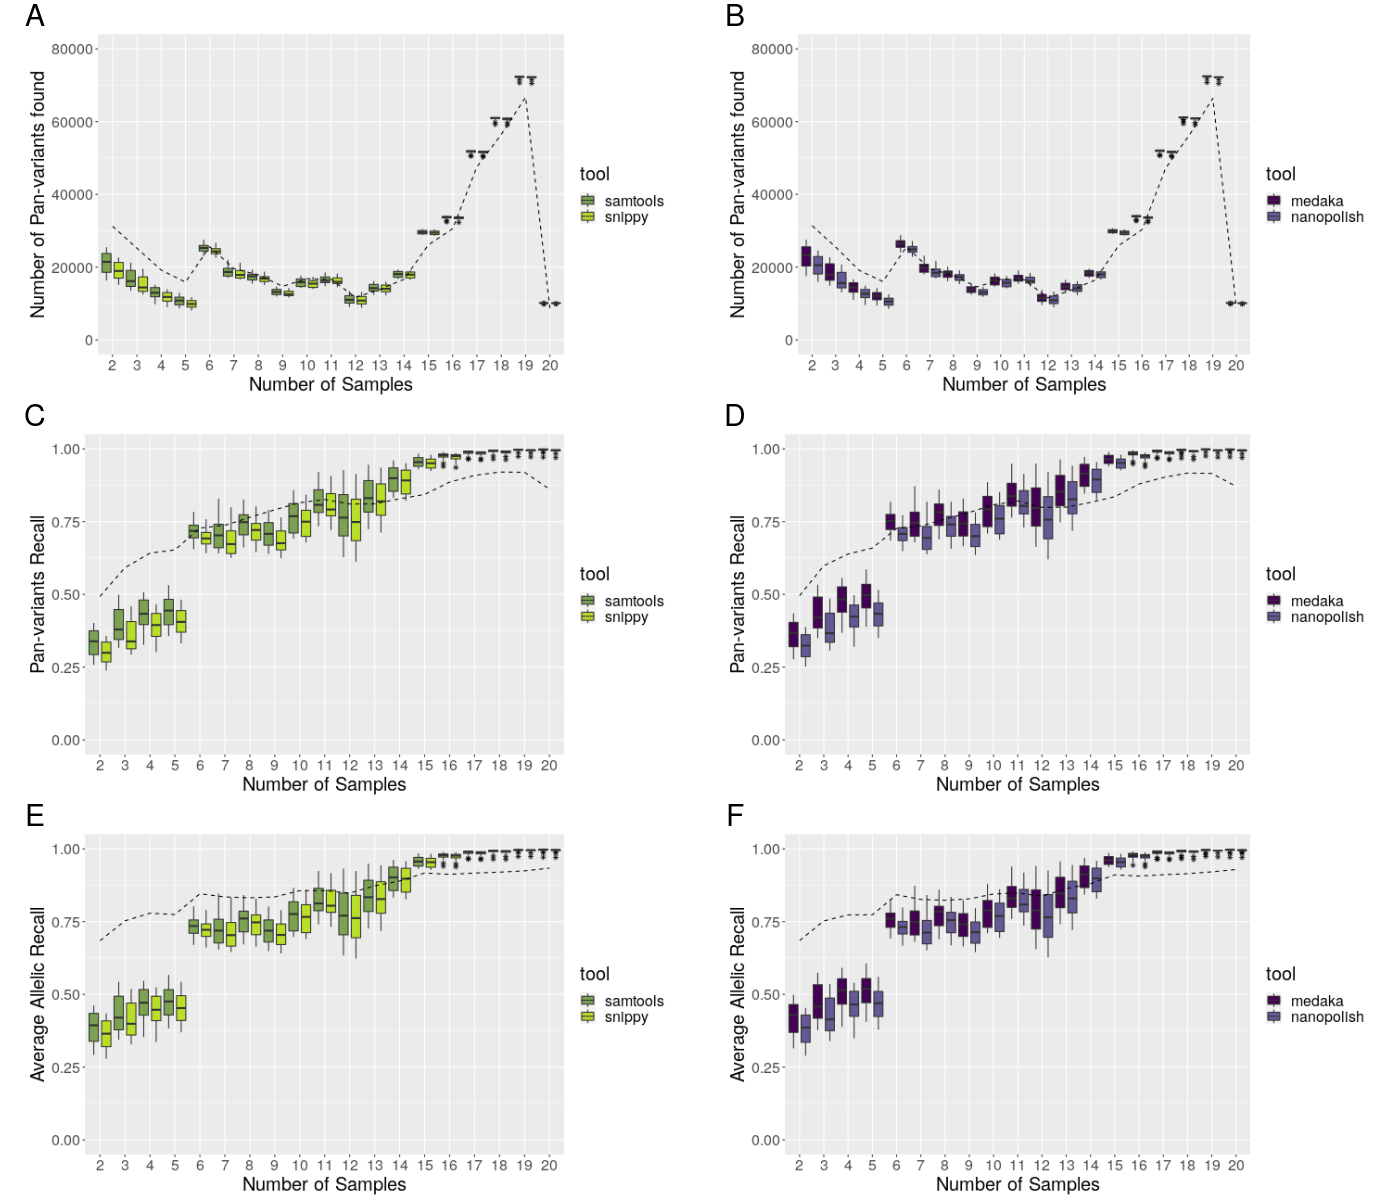 A
Number of Pan-variants found
80000
60000
40000
20000
0
2 3 4 5 6 7 8 9 10 11 12 13 14 15 16 17 18 19 20
Number of Samples
tool
samtools
snippy
B
Number of Pan-variants found
80000
60000
40000
20000
0
2 3 4 5 6 7 8 9 10 11 12 13 14 15 16 17 18 19 20
Number of Samples
tool
medaka
nanopolish
C
Pan-variants Recall
1.00
0.75
0.50
0.25
0.00
2 3 4 5 6 7 8 9 10 11 12 13 14 15 16 17 18 19 20
Number of Samples
tool
samtools
snippy
D
Pan-variants Recall
1.00
0.75
0.50
0.25
0.00
2 3 4 5 6 7 8 9 10 11 12 13 14 15 16 17 18 19 20
Number of Samples
tool
medaka
nanopolish
E
Average Allelic Recall
1.00
0.75
0.50
0.25
0.00
2 3 4 5 6 7 8 9 10 11 12 13 14 15 16 17 18 19 20
Number of Samples
tool
samtools
snippy
F
Average Allelic Recall
1.00
0.75
0.50
0.25
0.00
2 3 4 5 6 7 8 9 10 11 12 13 14 15 16 17 18 19 20
Number of Samples
tool
medaka
nanopolish